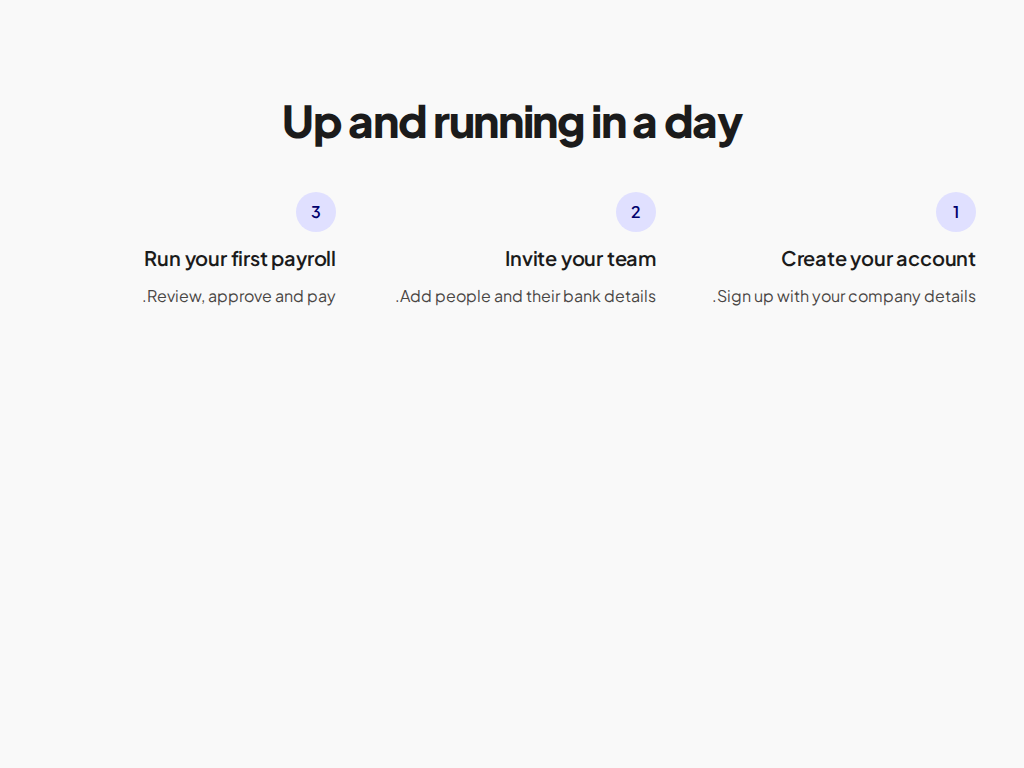 Up and running in a day
1
Create your account
.Sign up with your company details
2
Invite your team
.Add people and their bank details
3
Run your first payroll
.Review, approve and pay